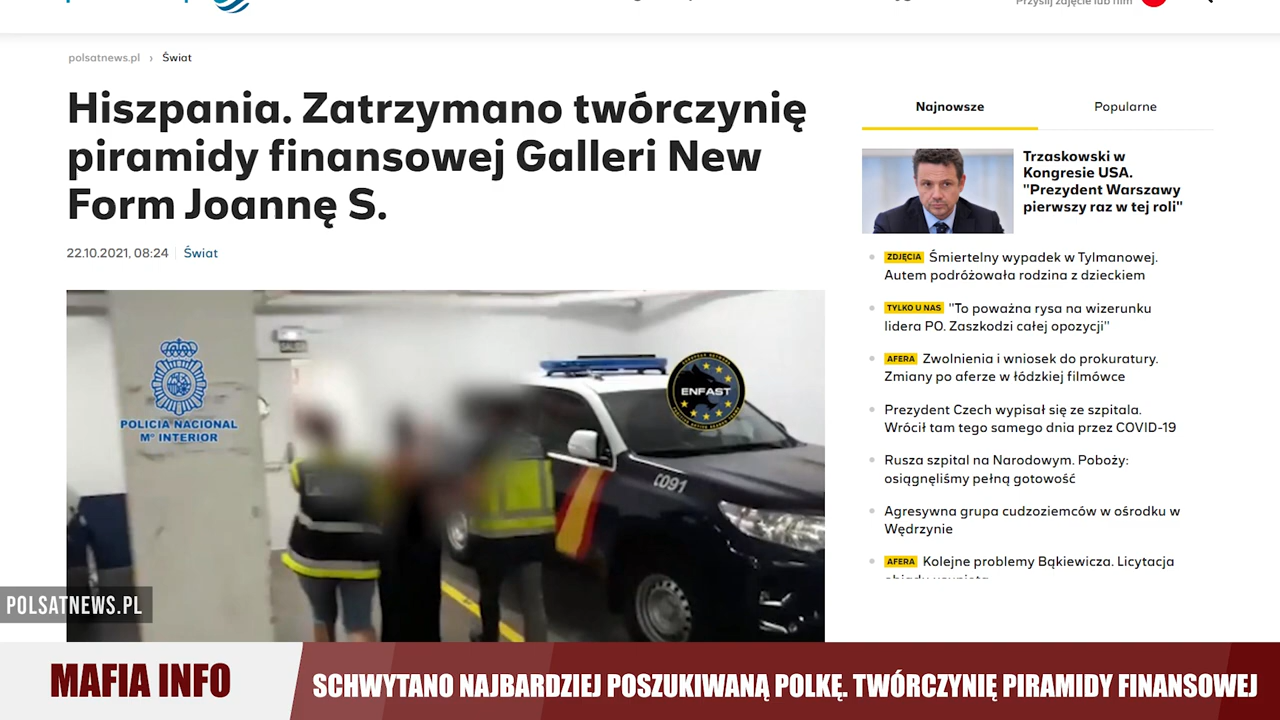 Przyślij zdjęcie lub film
polsatnews.pl › Świat
Hiszpania. Zatrzymano twórczynię
piramidy finansowej Galleri New
Form Joannę S.
22.10.2021, 08:24 Świat
POLICIA NACIONAL
Mº INTERIOR
ENFAST
C091
Najnowsze Popularne
Trzaskowski w
Kongresie USA.
"Prezydent Warszawy
pierwszy raz w tej roli"
ZDJĘCIA Śmiertelny wypadek w Tylmanowej.
Autem podróżowała rodzina z dzieckiem
TYLKO U NAS "To poważna rysa na wizerunku
lidera PO. Zaszkodzi całej opozycji"
AFERA Zwolnienia i wniosek do prokuratury.
Zmiany po aferze w łódzkiej filmówce
Prezydent Czech wypisał się ze szpitala.
Wrócił tam tego samego dnia przez COVID-19
Rusza szpital na Narodowym. Poboży:
osiągnęliśmy pełną gotowość
Agresywna grupa cudzoziemców w ośrodku w
Wędrzynie
AFERA Kolejne problemy Bąkiewicza. Licytacja
POLSATNEWS.PL
MAFIA INFO
SCHWYTANO NAJBARDZIEJ POSZUKIWANĄ POLKĘ. TWÓRCZYNIĘ PIRAMIDY FINANSOWEJ